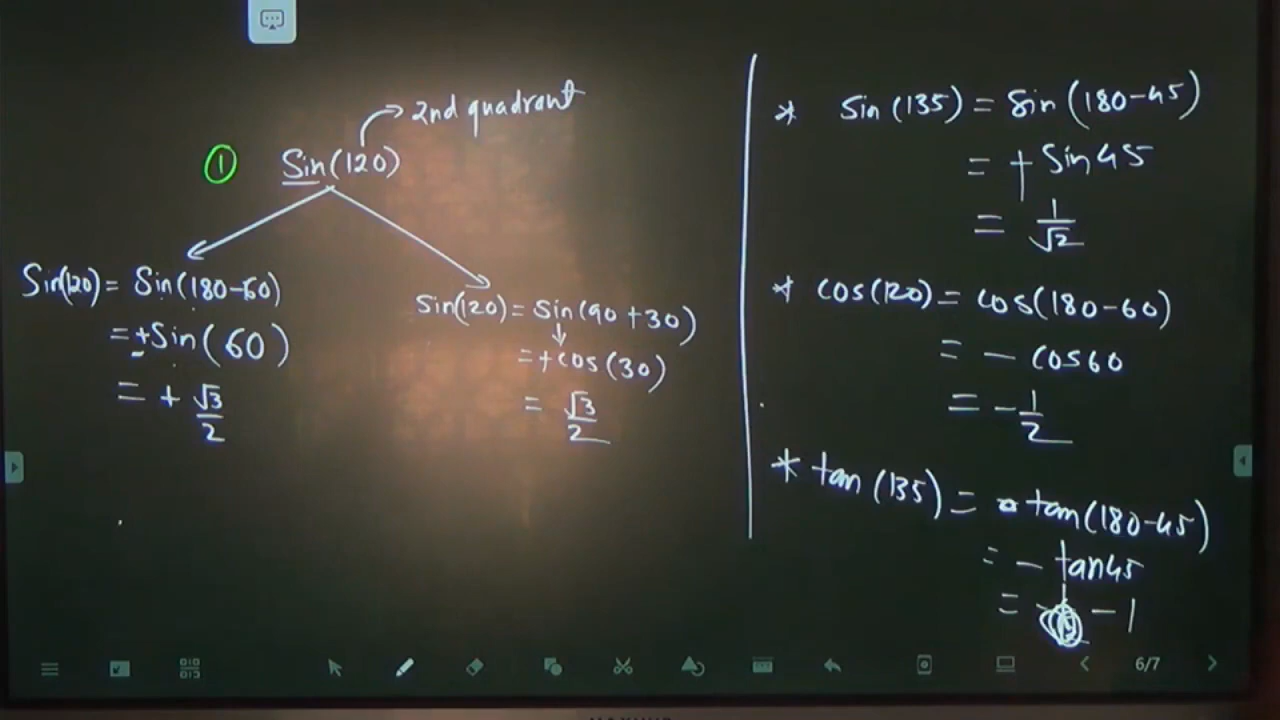 2nd quadrant
① Sin(120)
Sin(120) = Sin(180-60)
= +Sin(60)
= + √3/2
Sin(120) = Sin(90+30)
= + cos(30)
= √3/2
* Sin(135) = Sin(180-45)
= + Sin45
= 1/√2
* cos(120) = cos(180-60)
= - cos60
= - 1/2
* tan(135) = tan(180-45)
= - tan45
= - 1
6/7